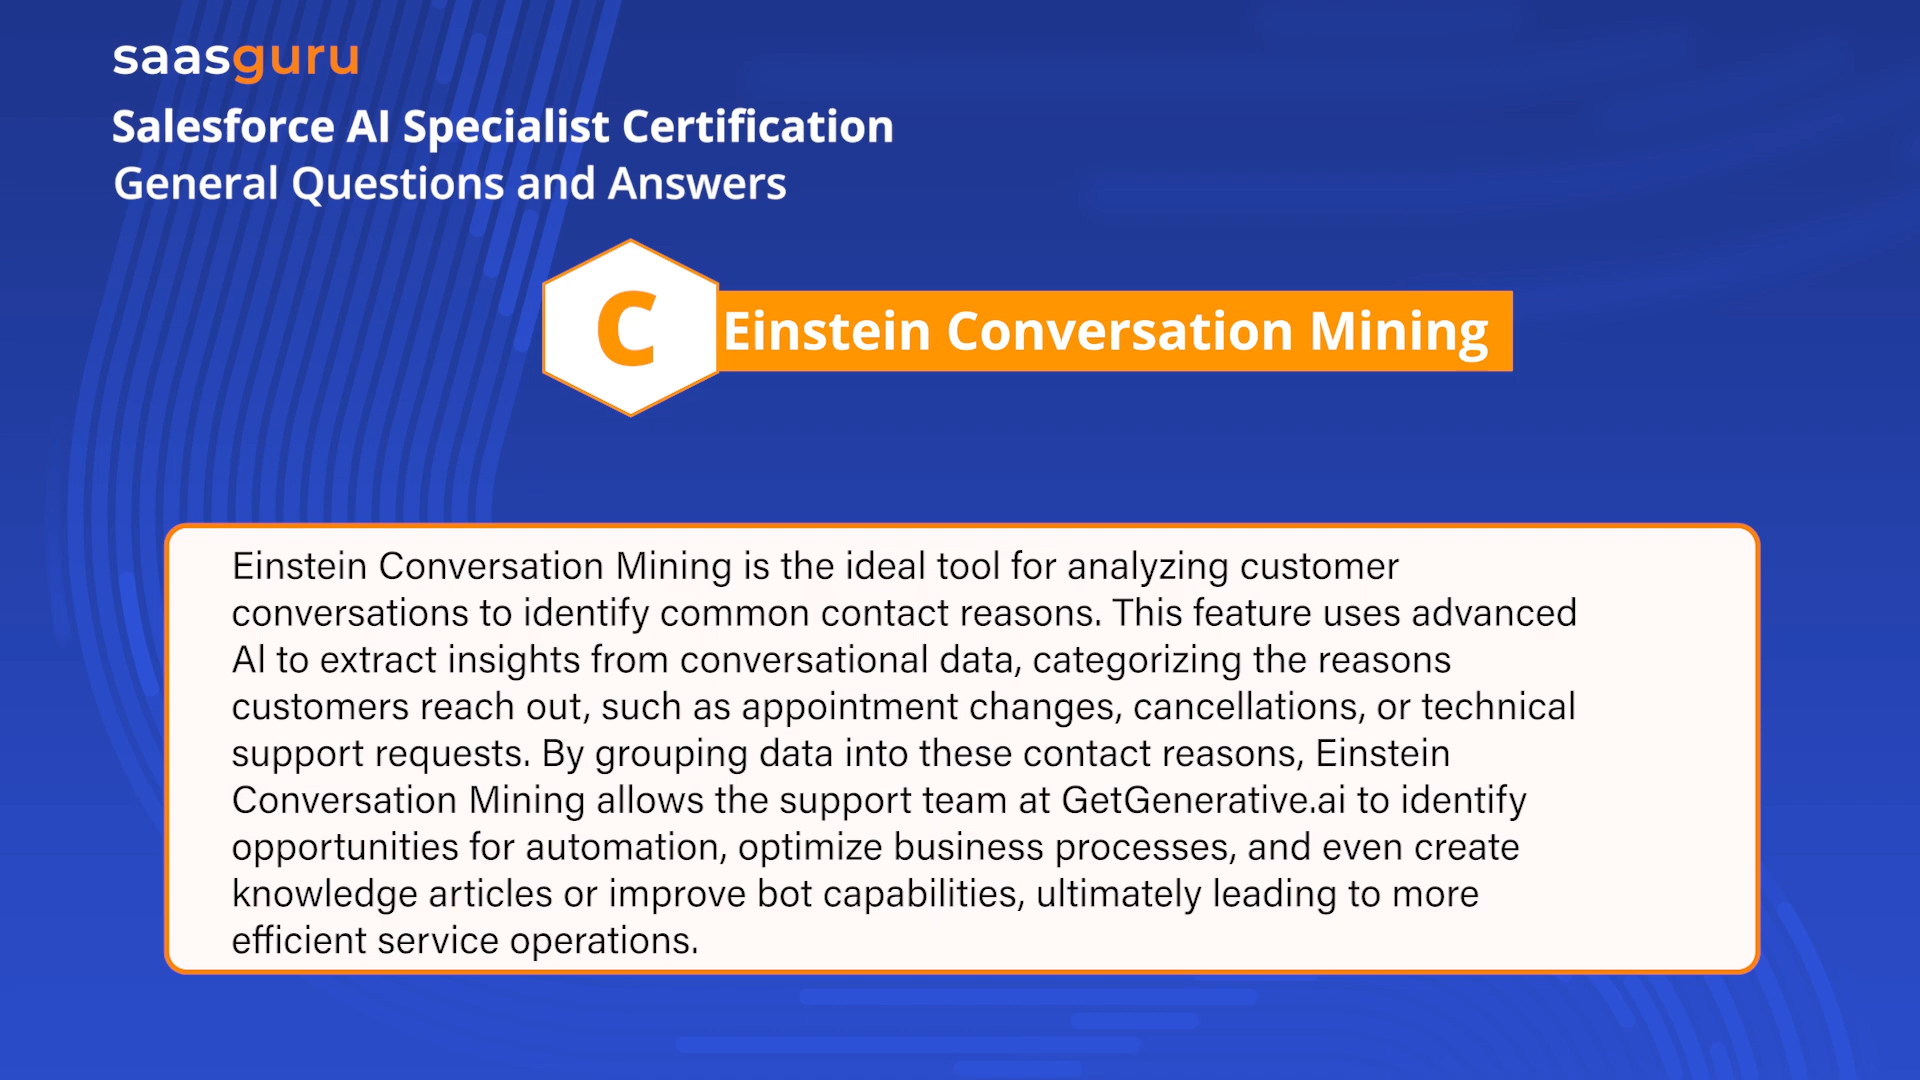 saasguru
Salesforce AI Specialist Certification
General Questions and Answers
C
Einstein Conversation Mining
Einstein Conversation Mining is the ideal tool for analyzing customer
conversations to identify common contact reasons. This feature uses advanced
AI to extract insights from conversational data, categorizing the reasons
customers reach out, such as appointment changes, cancellations, or technical
support requests. By grouping data into these contact reasons, Einstein
Conversation Mining allows the support team at GetGenerative.ai to identify
opportunities for automation, optimize business processes, and even create
knowledge articles or improve bot capabilities, ultimately leading to more
efficient service operations.